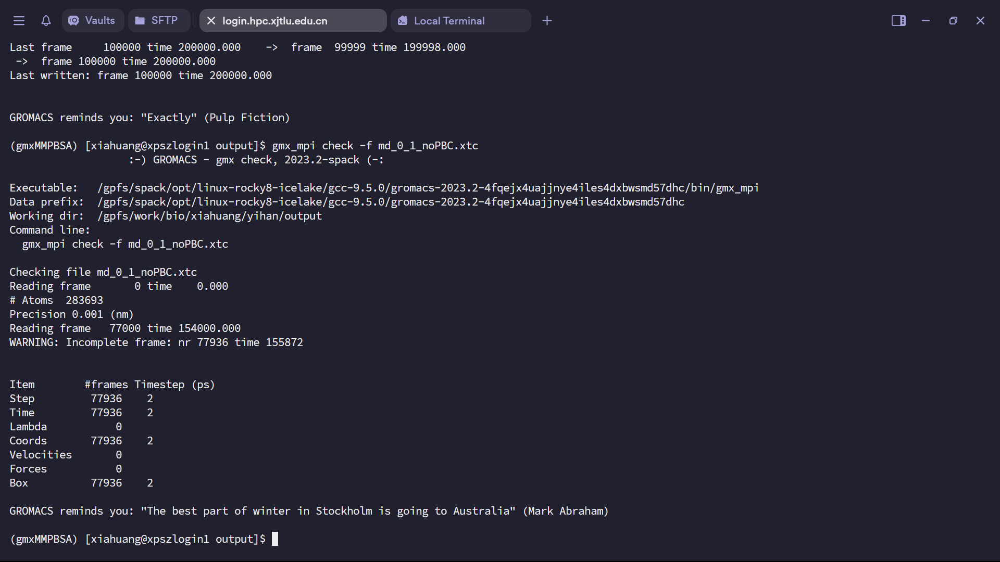 Vaults SFTP login.hpc.xjtlu.edu.cn Local Terminal
Last frame     100000 time 200000.000    ->  frame  99999 time 199998.000
 ->  frame 100000 time 200000.000
Last written: frame 100000 time 200000.000
GROMACS reminds you: "Exactly" (Pulp Fiction)
(gmxMMPBSA) [xiahuang@xpszlogin1 output]$ gmx_mpi check -f md_0_1_noPBC.xtc
                   :-) GROMACS - gmx check, 2023.2-spack (-:
Executable:   /gpfs/spack/opt/linux-rocky8-icelake/gcc-9.5.0/gromacs-2023.2-4fqejx4uajjnye4iles4dxbwsmd57dhc/bin/gmx_mpi
Data prefix:  /gpfs/spack/opt/linux-rocky8-icelake/gcc-9.5.0/gromacs-2023.2-4fqejx4uajjnye4iles4dxbwsmd57dhc
Working dir:  /gpfs/work/bio/xiahuang/yihan/output
Command line:
  gmx_mpi check -f md_0_1_noPBC.xtc
Checking file md_0_1_noPBC.xtc
Reading frame       0 time    0.000
# Atoms  283693
Precision 0.001 (nm)
Reading frame   77000 time 154000.000
WARNING: Incomplete frame: nr 77936 time 155872
Item        #frames Timestep (ps)
Step         77936    2
Time         77936    2
Lambda           0
Coords       77936    2
Velocities       0
Forces           0
Box          77936    2
GROMACS reminds you: "The best part of winter in Stockholm is going to Australia" (Mark Abraham)
(gmxMMPBSA) [xiahuang@xpszlogin1 output]$